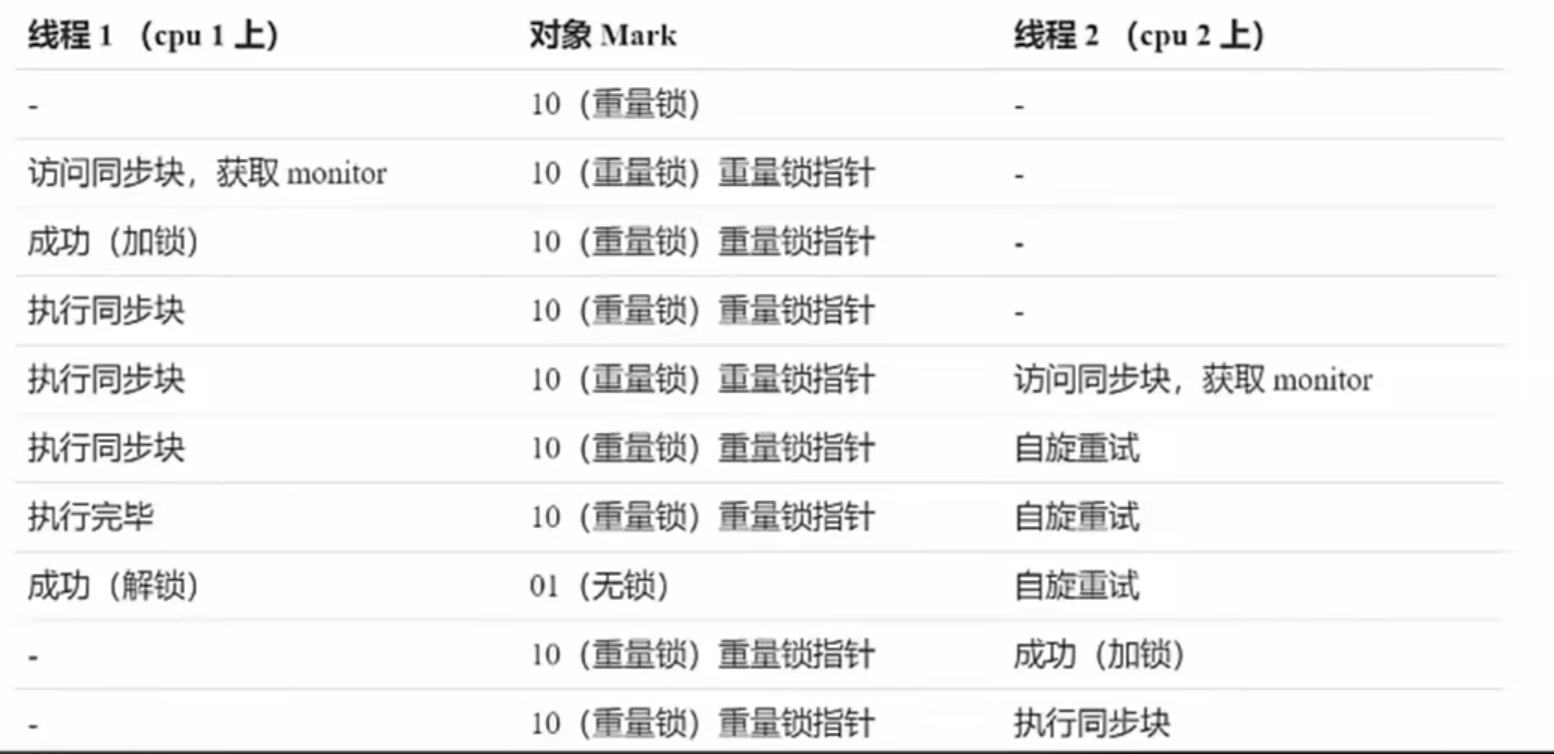 线程 1 （cpu 1 上） 对象 Mark 线程 2 （cpu 2 上）
- 10（重量锁） -
访问同步块，获取 monitor 10（重量锁）重量锁指针 -
成功（加锁） 10（重量锁）重量锁指针 -
执行同步块 10（重量锁）重量锁指针 -
执行同步块 10（重量锁）重量锁指针 访问同步块，获取 monitor
执行同步块 10（重量锁）重量锁指针 自旋重试
执行完毕 10（重量锁）重量锁指针 自旋重试
成功（解锁） 01（无锁） 自旋重试
- 10（重量锁）重量锁指针 成功（加锁）
- 10（重量锁）重量锁指针 执行同步块